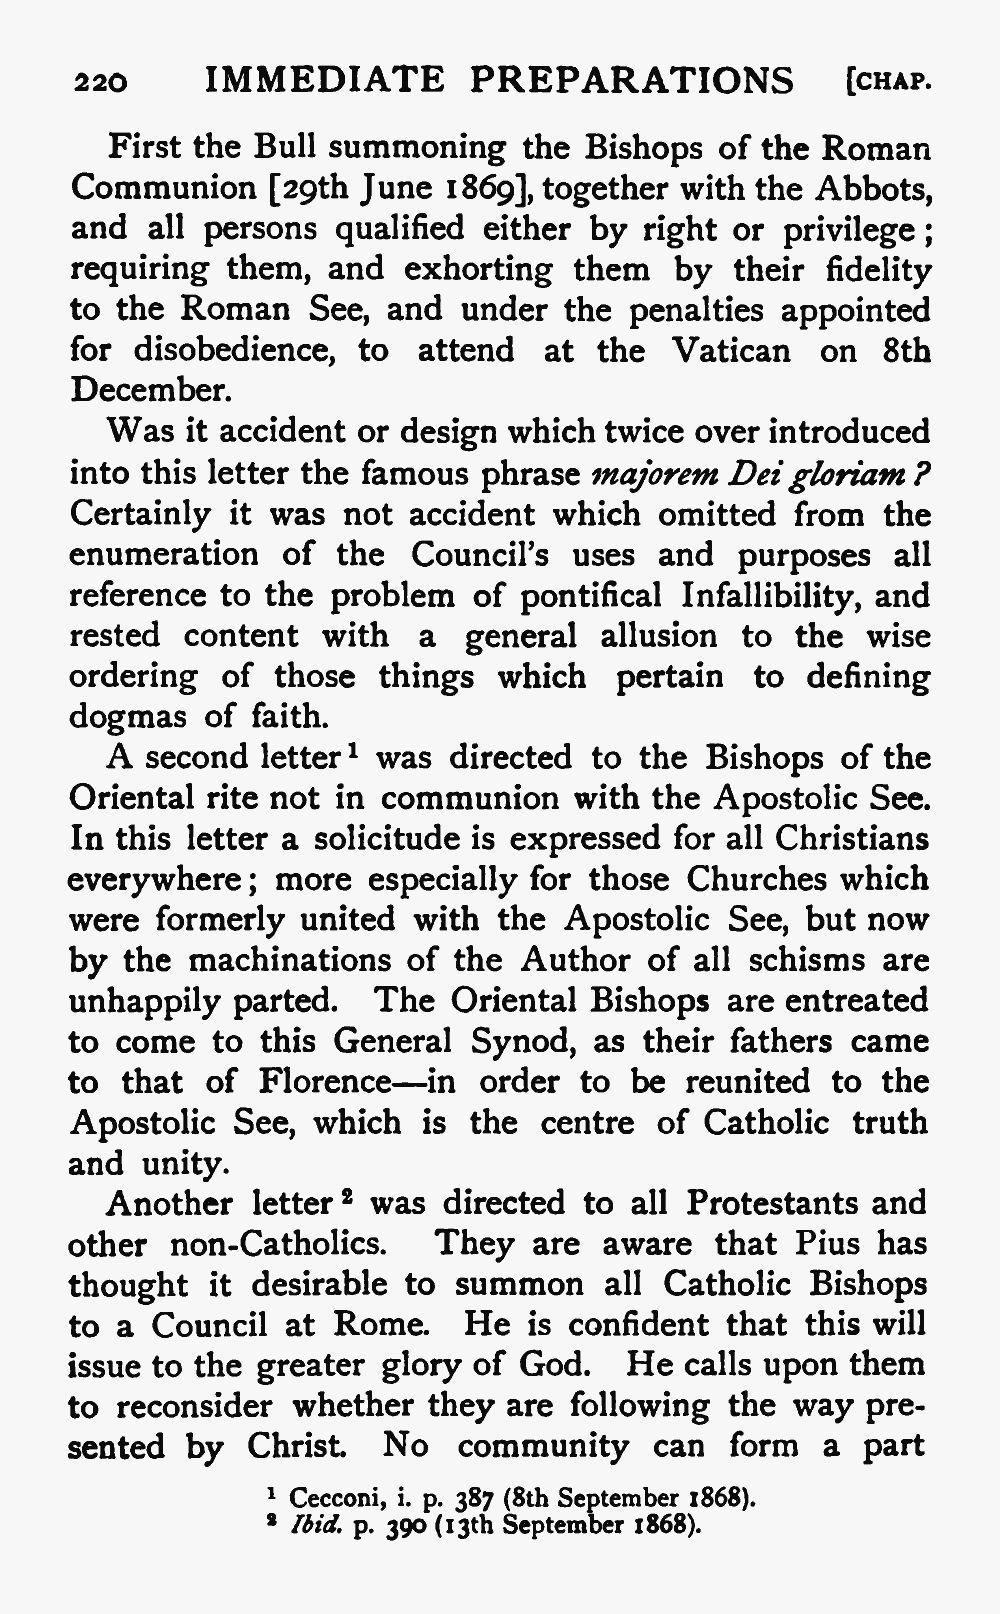 220 IMMEDIATE PREPARATIONS [CHAP.
First the Bull summoning the Bishops of the Roman
Communion [29th June 1869], together with the Abbots,
and all persons qualified either by right or privilege ;
requiring them, and exhorting them by their fidelity
to the Roman See, and under the penalties appointed
for disobedience, to attend at the Vatican on 8th
December.
Was it accident or design which twice over introduced
into this letter the famous phrase majorem Dei gloriam ?
Certainly it was not accident which omitted from the
enumeration of the Council's uses and purposes all
reference to the problem of pontifical Infallibility, and
rested content with a general allusion to the wise
ordering of those things which pertain to defining
dogmas of faith.
A second letter¹ was directed to the Bishops of the
Oriental rite not in communion with the Apostolic See.
In this letter a solicitude is expressed for all Christians
everywhere ; more especially for those Churches which
were formerly united with the Apostolic See, but now
by the machinations of the Author of all schisms are
unhappily parted. The Oriental Bishops are entreated
to come to this General Synod, as their fathers came
to that of Florence—in order to be reunited to the
Apostolic See, which is the centre of Catholic truth
and unity.
Another letter² was directed to all Protestants and
other non-Catholics. They are aware that Pius has
thought it desirable to summon all Catholic Bishops
to a Council at Rome. He is confident that this will
issue to the greater glory of God. He calls upon them
to reconsider whether they are following the way pre-
sented by Christ. No community can form a part
¹ Cecconi, i. p. 387 (8th September 1868).
² Ibid. p. 390 (13th September 1868).